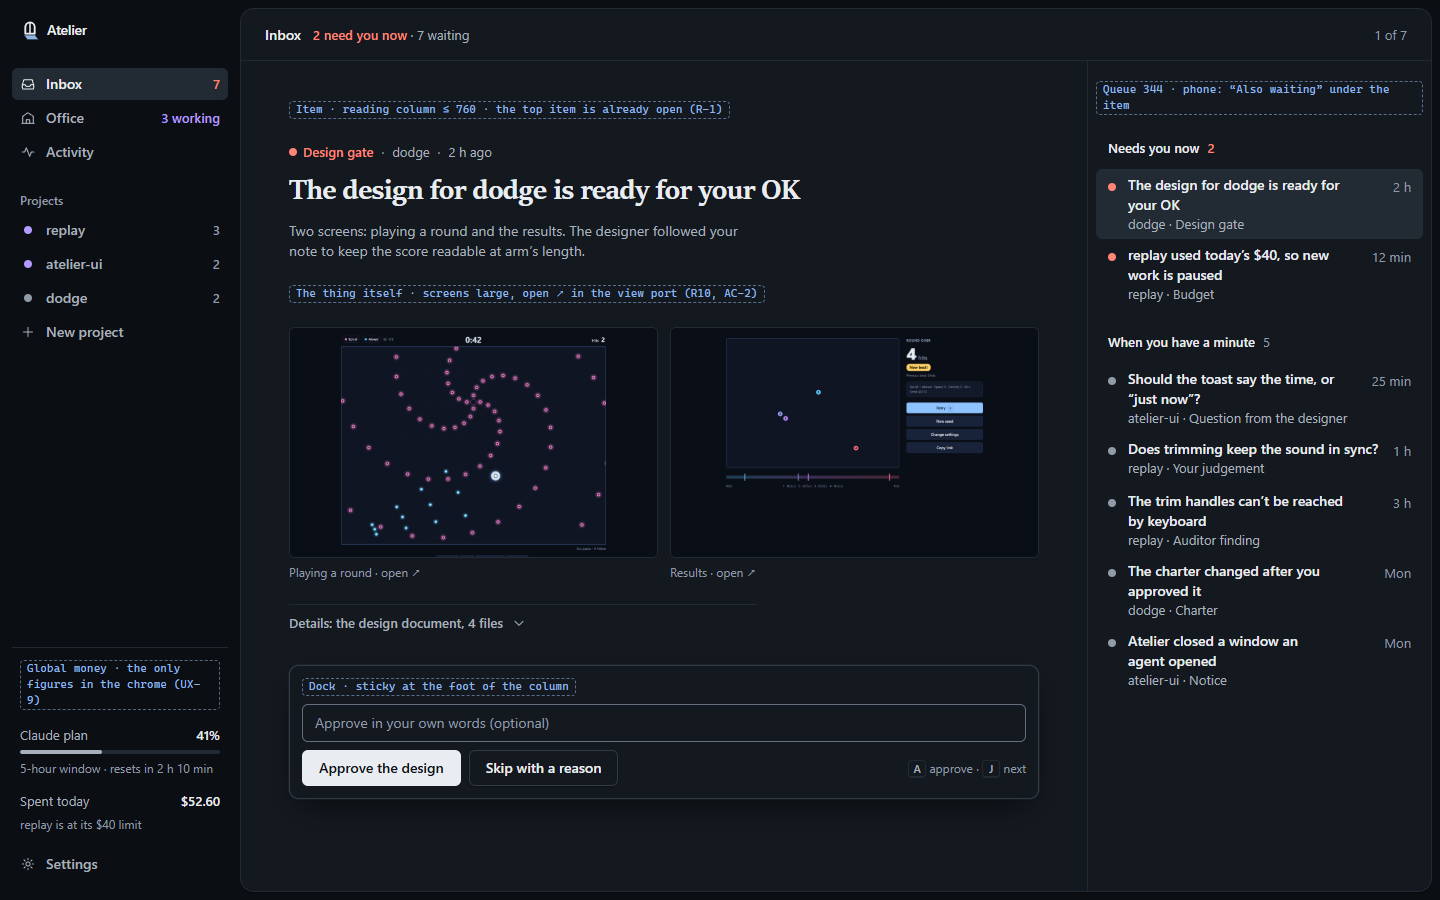 Atelier
Inbox 7
Office 3 working
Activity
Projects
replay 3
atelier-ui 2
dodge 2
New project
Global money · the only
figures in the chrome (UX-
9)
Claude plan 41%
5-hour window · resets in 2 h 10 min
Spent today $52.60
replay is at its $40 limit
Settings
Inbox 2 need you now · 7 waiting
1 of 7
Item · reading column ≤ 760 · the top item is already open (R-1)
Design gate · dodge · 2 h ago
The design for dodge is ready for your OK
Two screens: playing a round and the results. The designer followed your
note to keep the score readable at arm’s length.
The thing itself · screens large, open ↗ in the view port (R10, AC-2)
0:42
2
4
Retry
New seed
Change settings
Copy link
Playing a round · open ↗
Results · open ↗
Details: the design document, 4 files
Dock · sticky at the foot of the column
Approve in your own words (optional)
Approve the design
Skip with a reason
A approve · J next
Queue 344 · phone: “Also waiting” under the
item
Needs you now 2
The design for dodge is ready for
your OK
2 h
dodge · Design gate
replay used today’s $40, so new
work is paused
12 min
replay · Budget
When you have a minute 5
Should the toast say the time, or
“just now”?
25 min
atelier-ui · Question from the designer
Does trimming keep the sound in sync?
1 h
replay · Your judgement
The trim handles can’t be reached
by keyboard
3 h
replay · Auditor finding
The charter changed after you
approved it
Mon
dodge · Charter
Atelier closed a window an
agent opened
Mon
atelier-ui · Notice